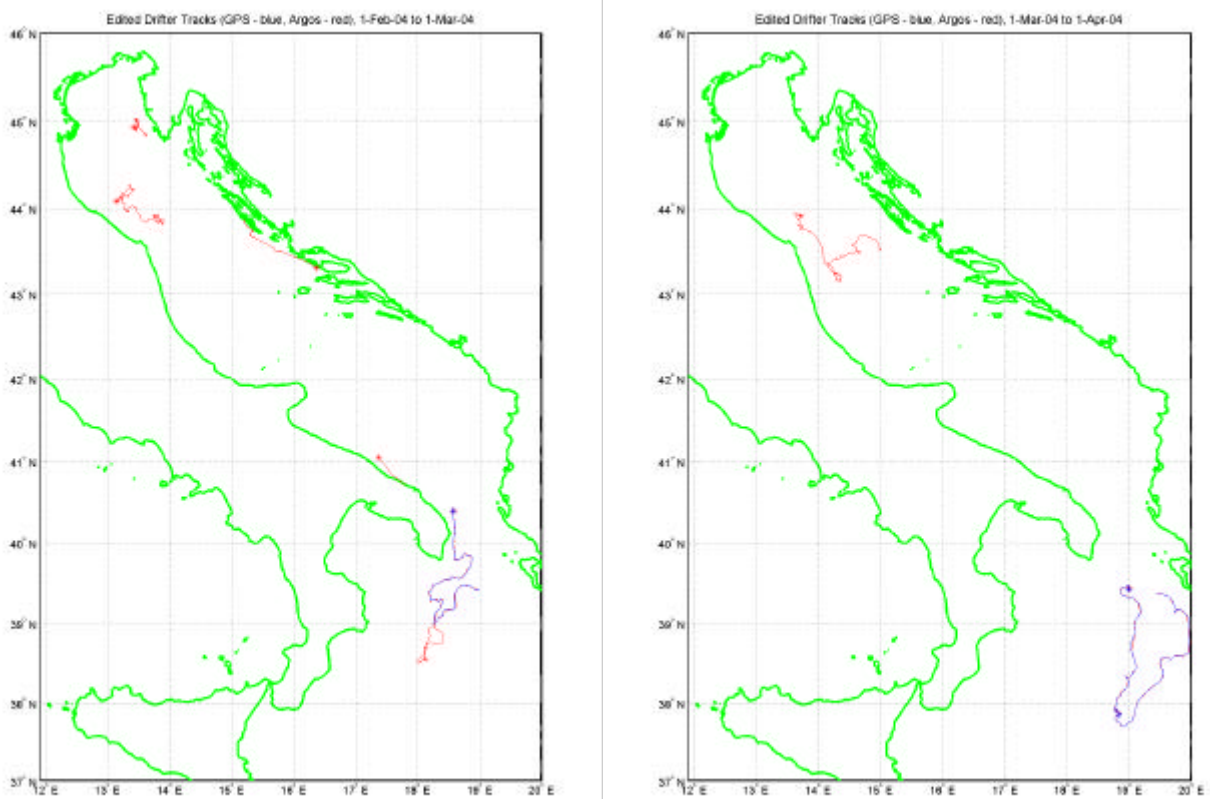 Edited Drifter Tracks (GPS - blue, Argos - red), 1-Feb-04 to 1-Mar-04
46° N
45° N
44° N
43° N
42° N
41° N
40° N
39° N
38° N
37° N
12° E 13° E 14° E 15° E 16° E 17° E 18° E 19° E 20° E
Edited Drifter Tracks (GPS - blue, Argos - red), 1-Mar-04 to 1-Apr-04
46° N
45° N
44° N
43° N
42° N
41° N
40° N
39° N
38° N
37° N
12° E 13° E 14° E 15° E 16° E 17° E 18° E 19° E 20° E